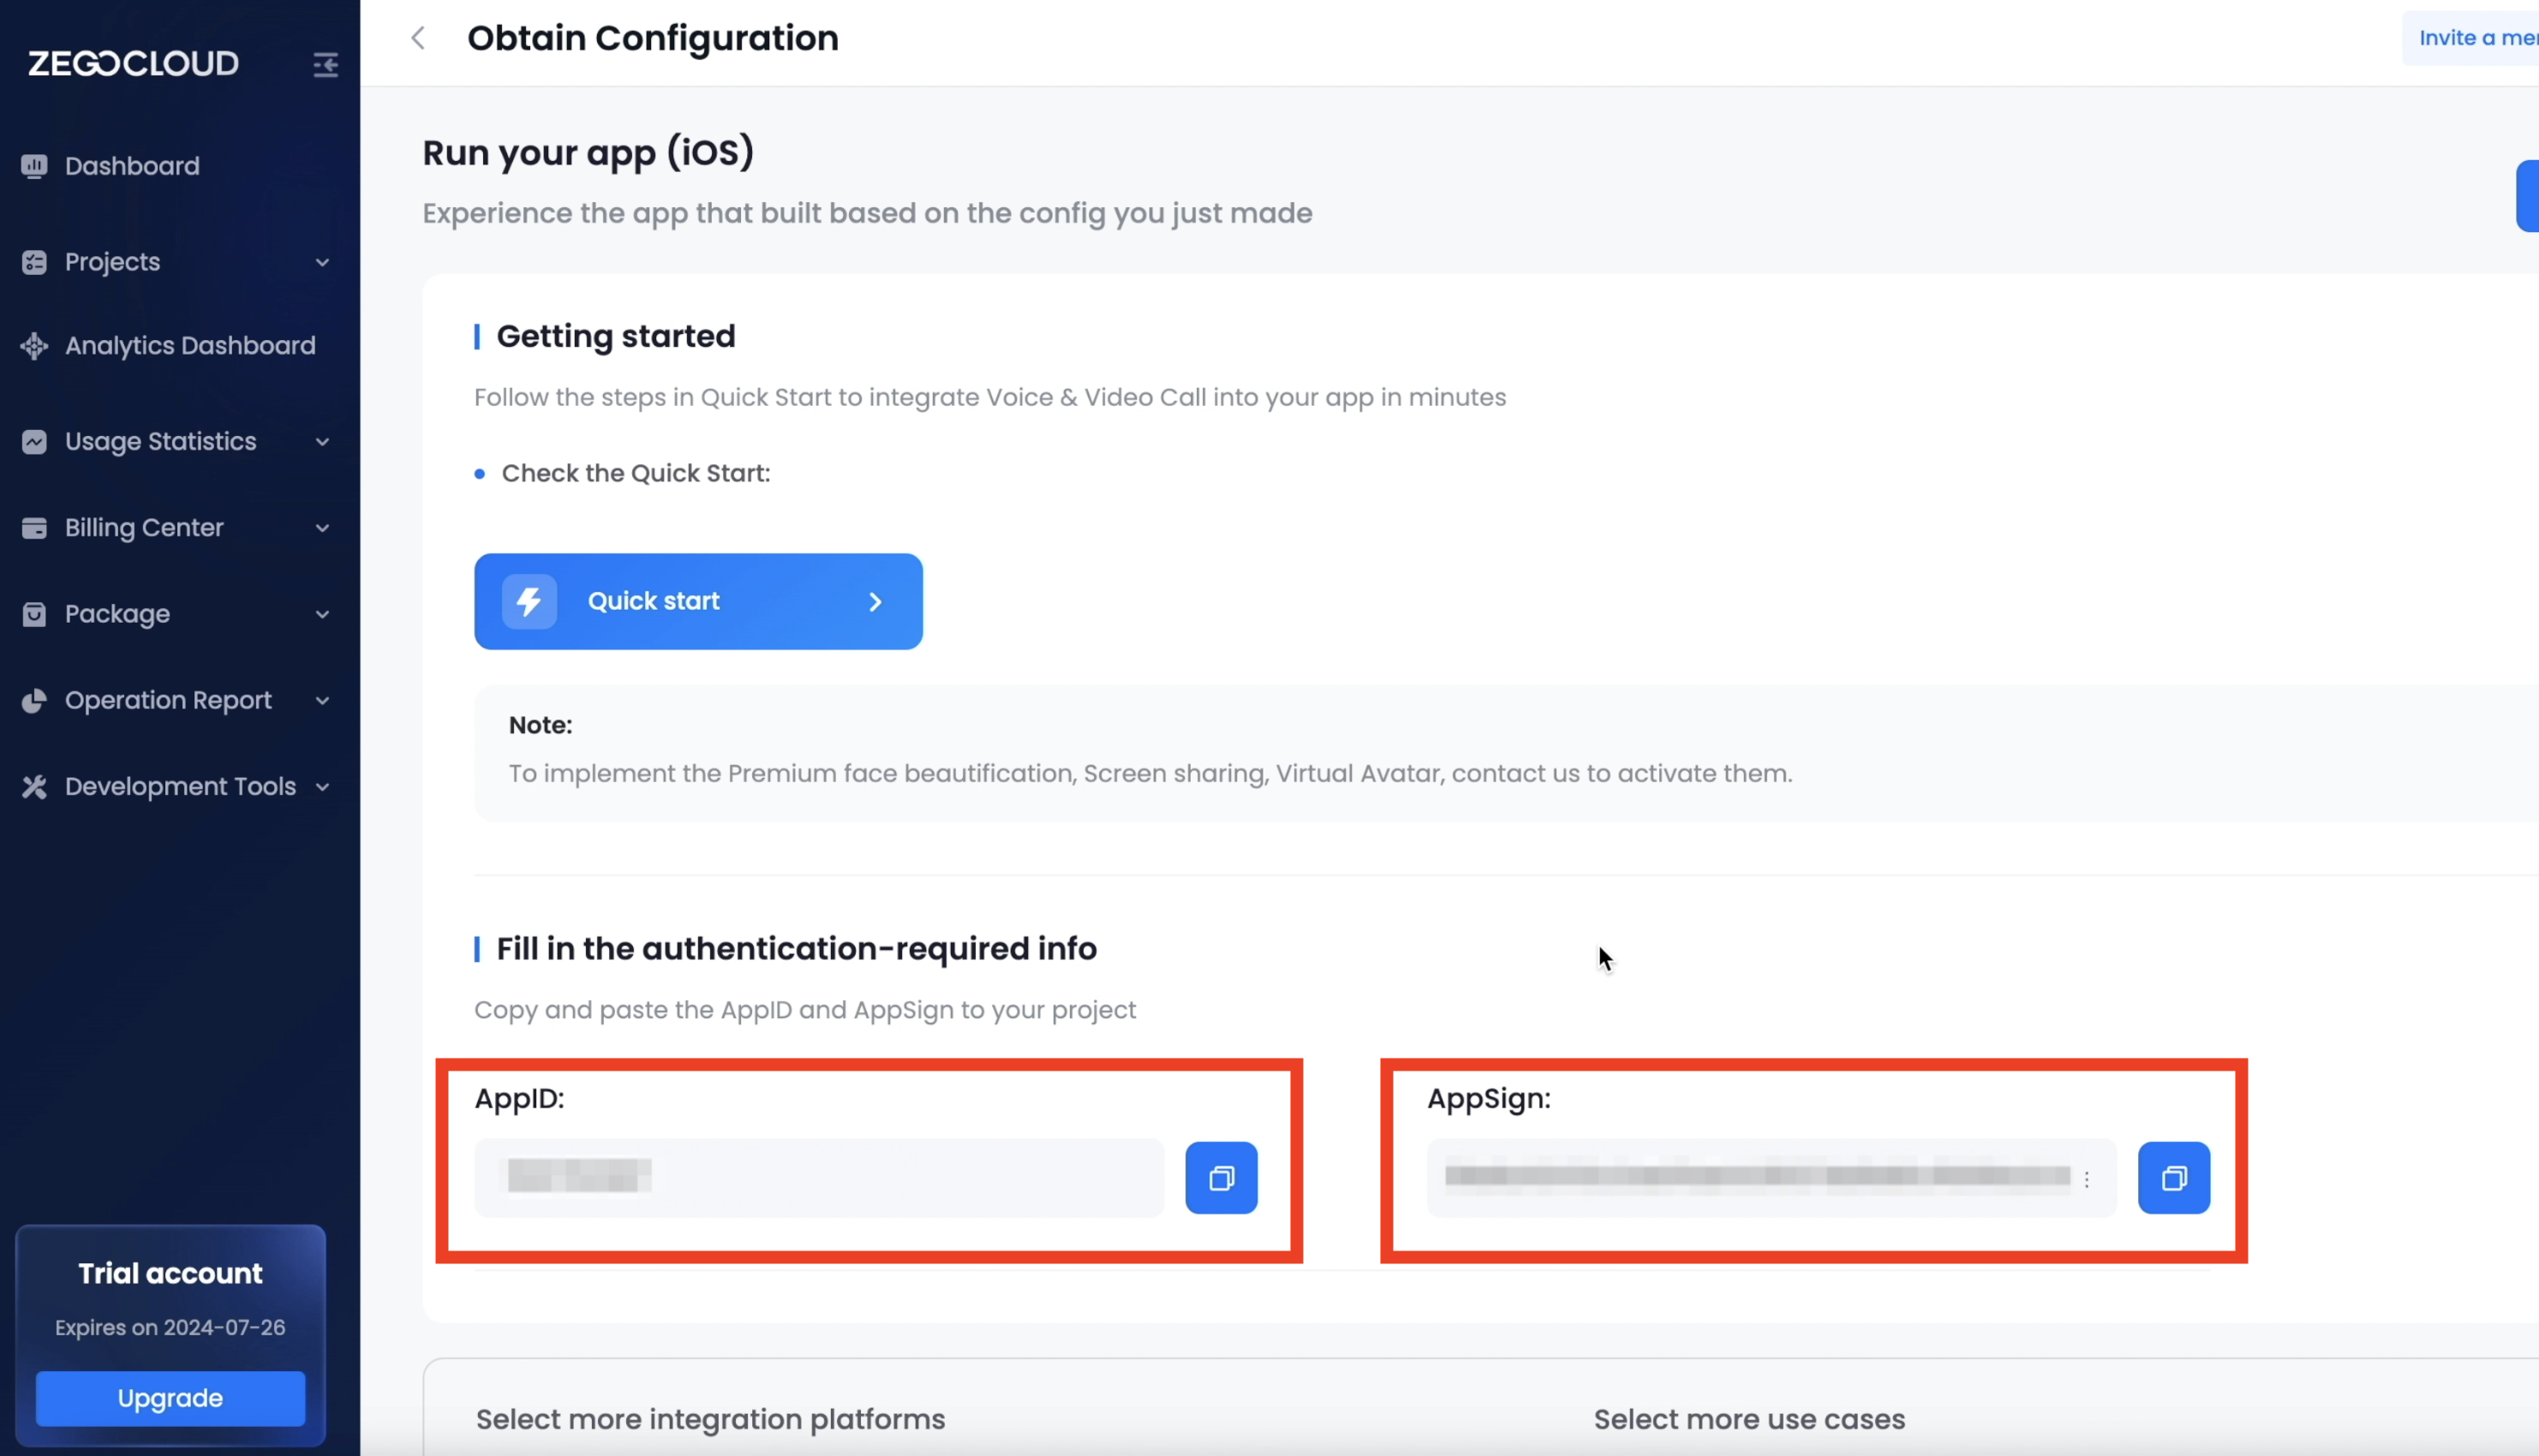 ZEGOCLOUD
Dashboard
Projects
Analytics Dashboard
Usage Statistics
Billing Center
Package
Operation Report
Development Tools
Trial account
Expires on 2024-07-26
Upgrade
Obtain Configuration
Invite a mer
Run your app (iOS)
Experience the app that built based on the config you just made
Getting started
Follow the steps in Quick Start to integrate Voice & Video Call into your app in minutes
Check the Quick Start:
Quick start
Note:
To implement the Premium face beautification, Screen sharing, Virtual Avatar, contact us to activate them.
Fill in the authentication-required info
Copy and paste the AppID and AppSign to your project
AppID:
AppSign:
Select more integration platforms
Select more use cases